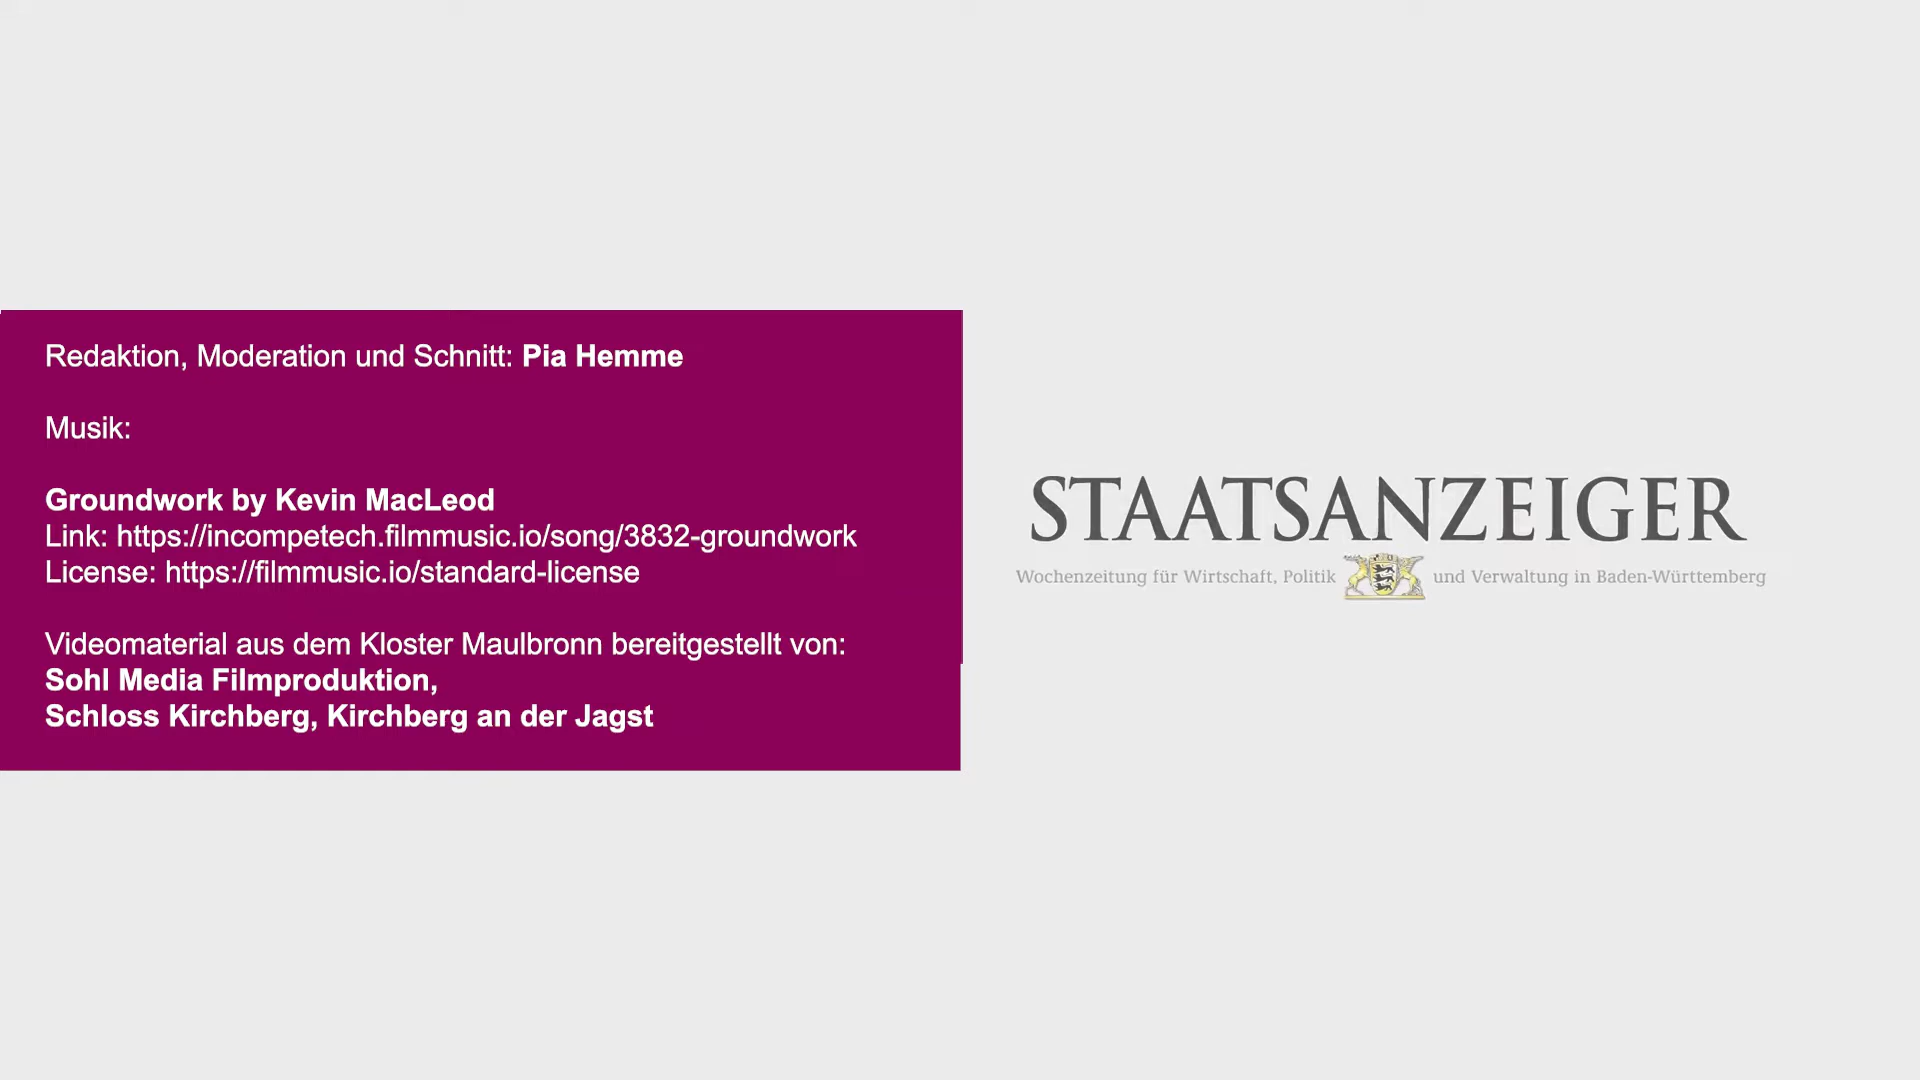 Redaktion, Moderation und Schnitt: Pia Hemme
Musik:
Groundwork by Kevin MacLeod
Link: https://incompetech.filmmusic.io/song/3832-groundwork
License: https://filmmusic.io/standard-license
Videomaterial aus dem Kloster Maulbronn bereitgestellt von:
Sohl Media Filmproduktion,
Schloss Kirchberg, Kirchberg an der Jagst
STAATSANZEIGER
Wochenzeitung für Wirtschaft, Politik und Verwaltung in Baden-Württemberg